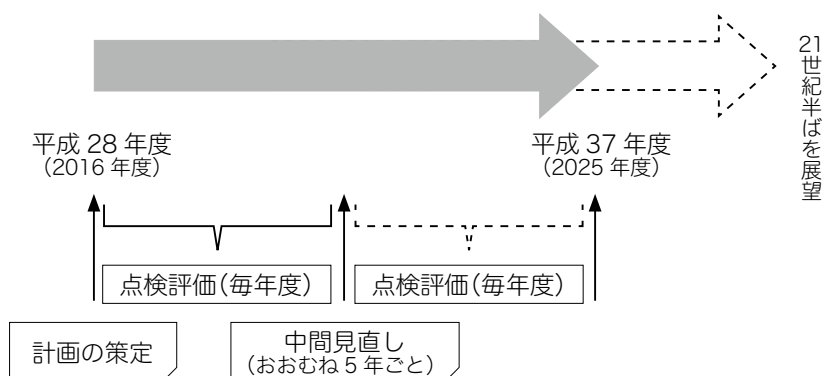 21世紀半ばを展望
平成 28 年度
（2016 年度）
平成 37 年度
（2025 年度）
点検評価（毎年度）
点検評価（毎年度）
計画の策定
中間見直し
（おおむね 5 年ごと）